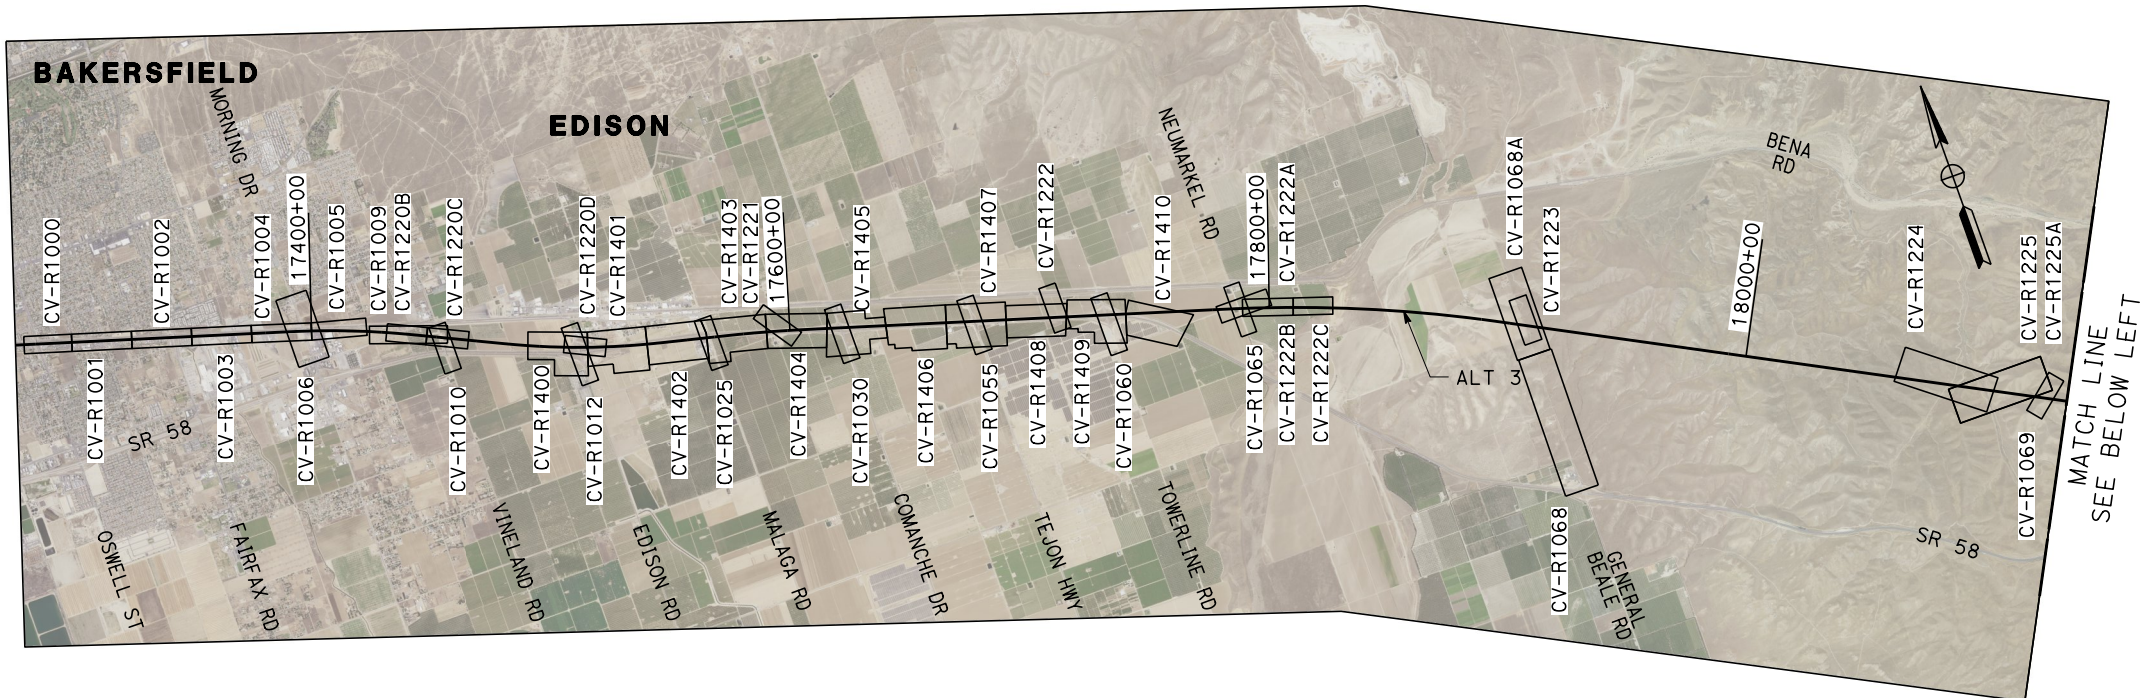 BAKERSFIELD
EDISON
MORNING DR
NEUMARKEL RD
BENA
RD
CV-R1000
CV-R1002
CV-R1004
17400+00
CV-R1005
CV-R1009
CV-R1220B
CV-R1220C
CV-R1220D
CV-R1401
CV-R1403
CV-R1221
17600+00
CV-R1405
CV-R1407
CV-R1222
CV-R1410
17800+00
CV-R1222A
CV-R1068A
CV-R1223
18000+00
CV-R1224
CV-R1225
CV-R1225A
CV-R1001
SR 58
CV-R1003
CV-R1006
CV-R1010
CV-R1400
CV-R1012
CV-R1402
CV-R1025
CV-R1404
CV-R1030
CV-R1406
CV-R1055
CV-R1408
CV-R1409
CV-R1060
CV-R1065
CV-R1222B
CV-R1222C
ALT 3
CV-R1068
CV-R1069
MATCH LINE
SEE BELOW LEFT
OSWELL ST
FAIRFAX RD
VINELAND RD
EDISON RD
MALAGA RD
COMANCHE DR
TEJON HWY
TOWERLINE RD
GENERAL
BEALE RD
SR 58